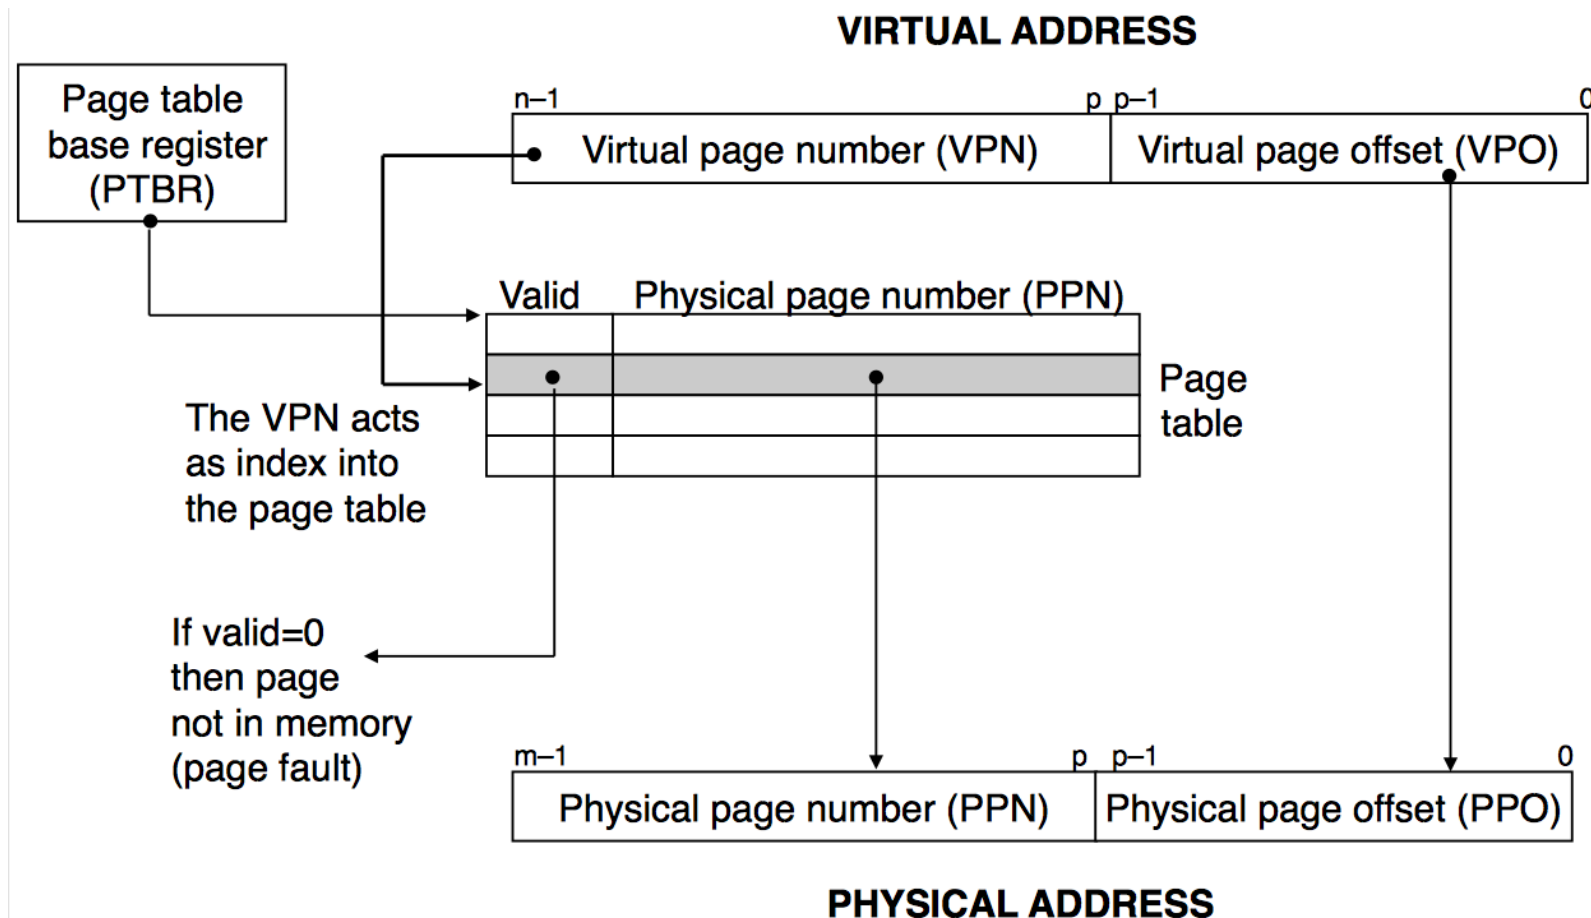 VIRTUAL ADDRESS
Page table
base register
(PTBR)
n–1
p
p–1
0
Virtual page number (VPN)
Virtual page offset (VPO)
Valid
Physical page number (PPN)
Page
table
The VPN acts
as index into
the page table
If valid=0
then page
not in memory
(page fault)
m–1
p
p–1
0
Physical page number (PPN)
Physical page offset (PPO)
PHYSICAL ADDRESS